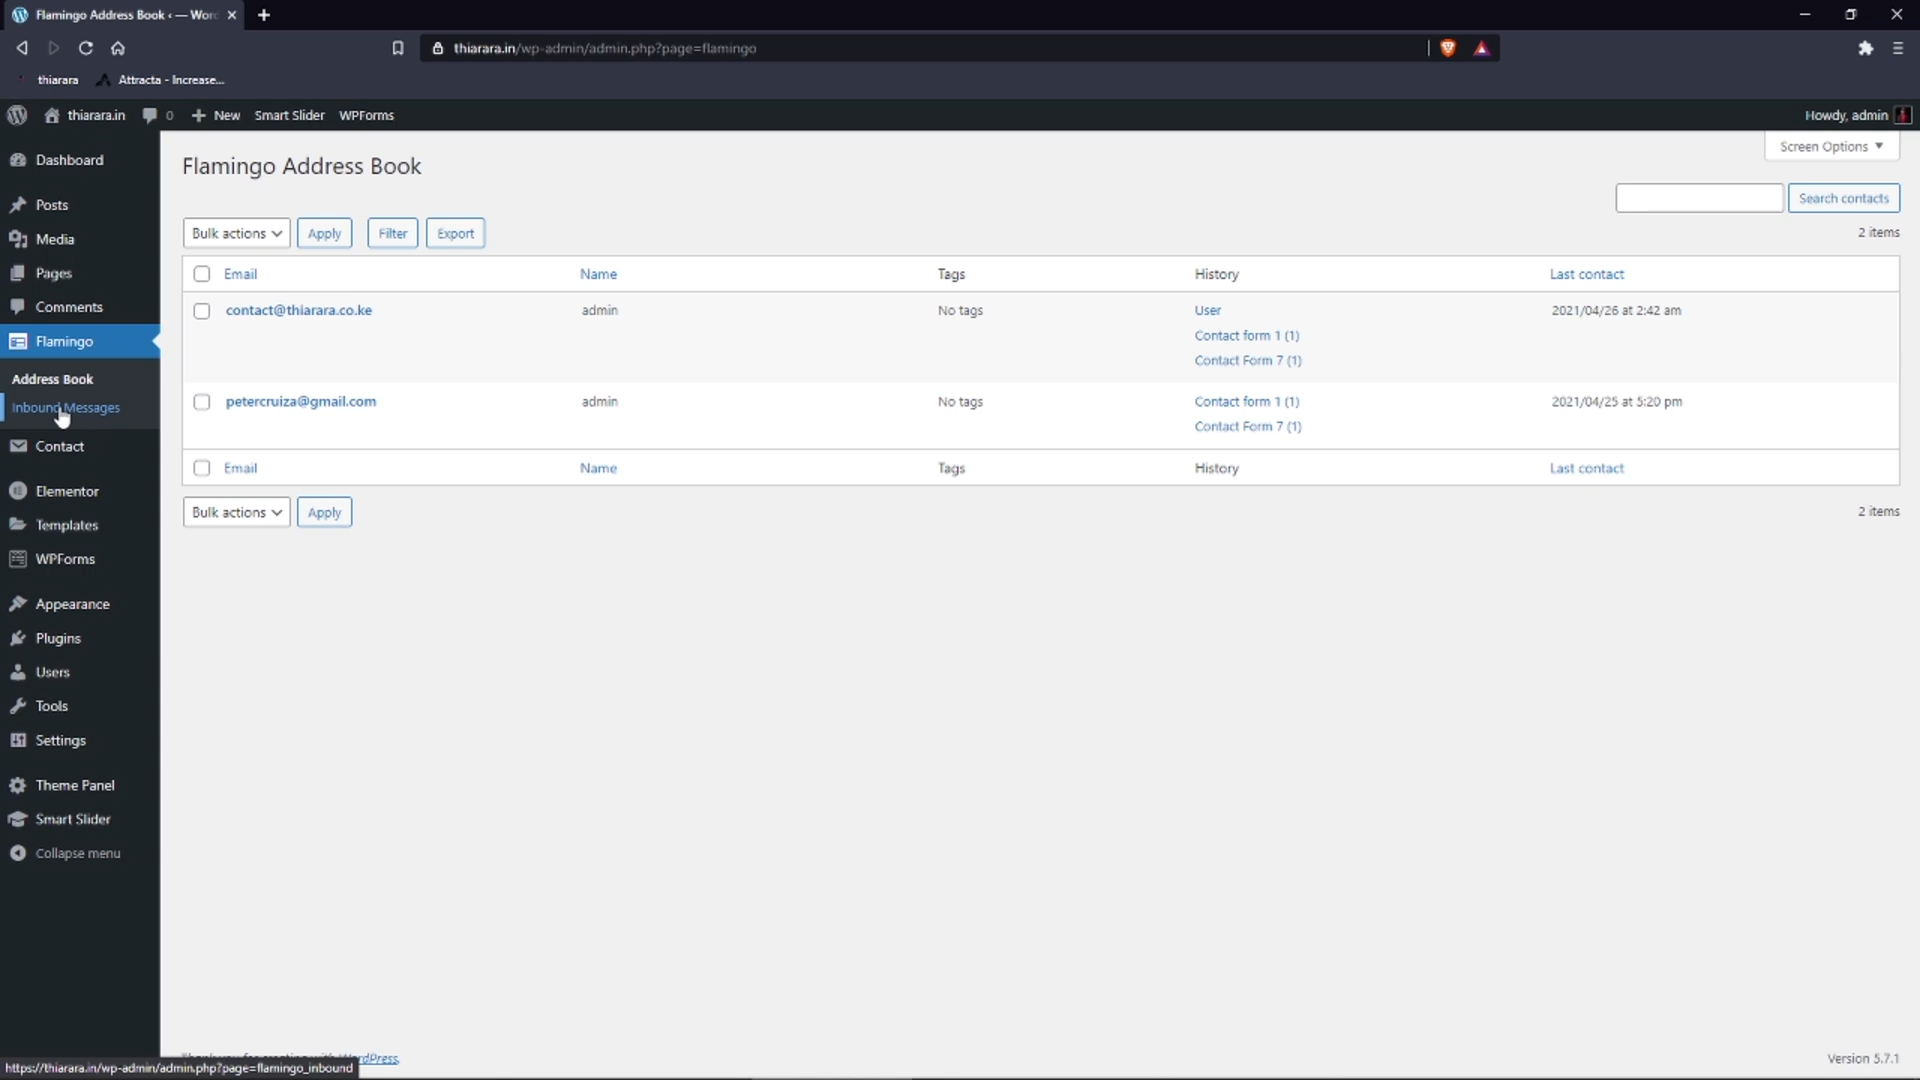 Flamingo Address Book ‹ — Wor
thiarara.in/wp-admin/admin.php?page=flamingo
thiarara
Attracta - Increase...
thiarara.in
0
New
Smart Slider
WPForms
Howdy, admin
Dashboard
Posts
Media
Pages
Comments
Flamingo
Address Book
Inbound Messages
Contact
Elementor
Templates
WPForms
Appearance
Plugins
Users
Tools
Settings
Theme Panel
Smart Slider
Collapse menu
Flamingo Address Book
Screen Options
Search contacts
Bulk actions
Apply
Filter
Export
2 items
Email Name Tags History Last contact
contact@thiarara.co.ke admin No tags User 2021/04/26 at 2:42 am
Contact form 1 (1)
Contact Form 7 (1)
petercruiza@gmail.com admin No tags Contact form 1 (1) 2021/04/25 at 5:20 pm
Contact Form 7 (1)
Email Name Tags History Last contact
Bulk actions
Apply
2 items
Thank you for creating with WordPress.
Version 5.7.1
https://thiarara.in/wp-admin/admin.php?page=flamingo_inbound